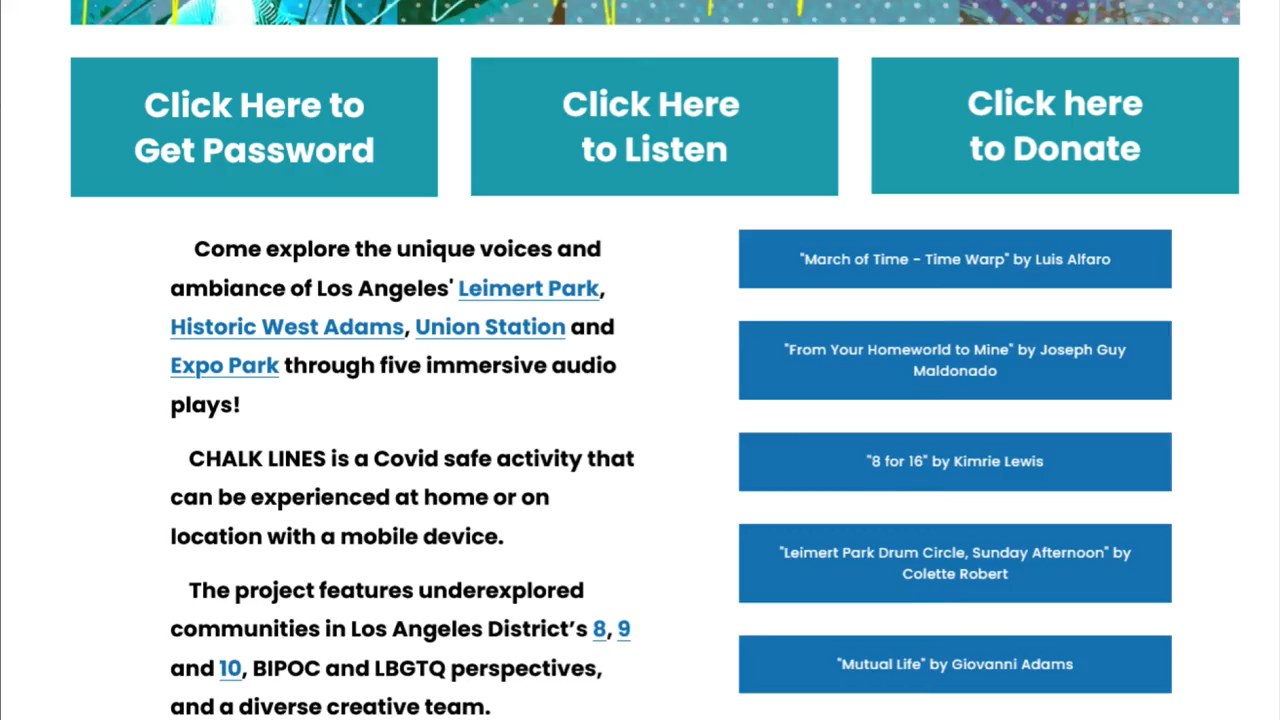 Click Here to
Get Password
Click Here
to Listen
Click here
to Donate
Come explore the unique voices and
ambiance of Los Angeles' Leimert Park,
Historic West Adams, Union Station and
Expo Park through five immersive audio
plays!
CHALK LINES is a Covid safe activity that
can be experienced at home or on
location with a mobile device.
The project features underexplored
communities in Los Angeles District’s 8, 9
and 10, BIPOC and LBGTQ perspectives,
and a diverse creative team.
"March of Time - Time Warp" by Luis Alfaro
"From Your Homeworld to Mine" by Joseph Guy
Maldonado
"8 for 16" by Kimrie Lewis
"Leimert Park Drum Circle, Sunday Afternoon" by
Colette Robert
"Mutual Life" by Giovanni Adams